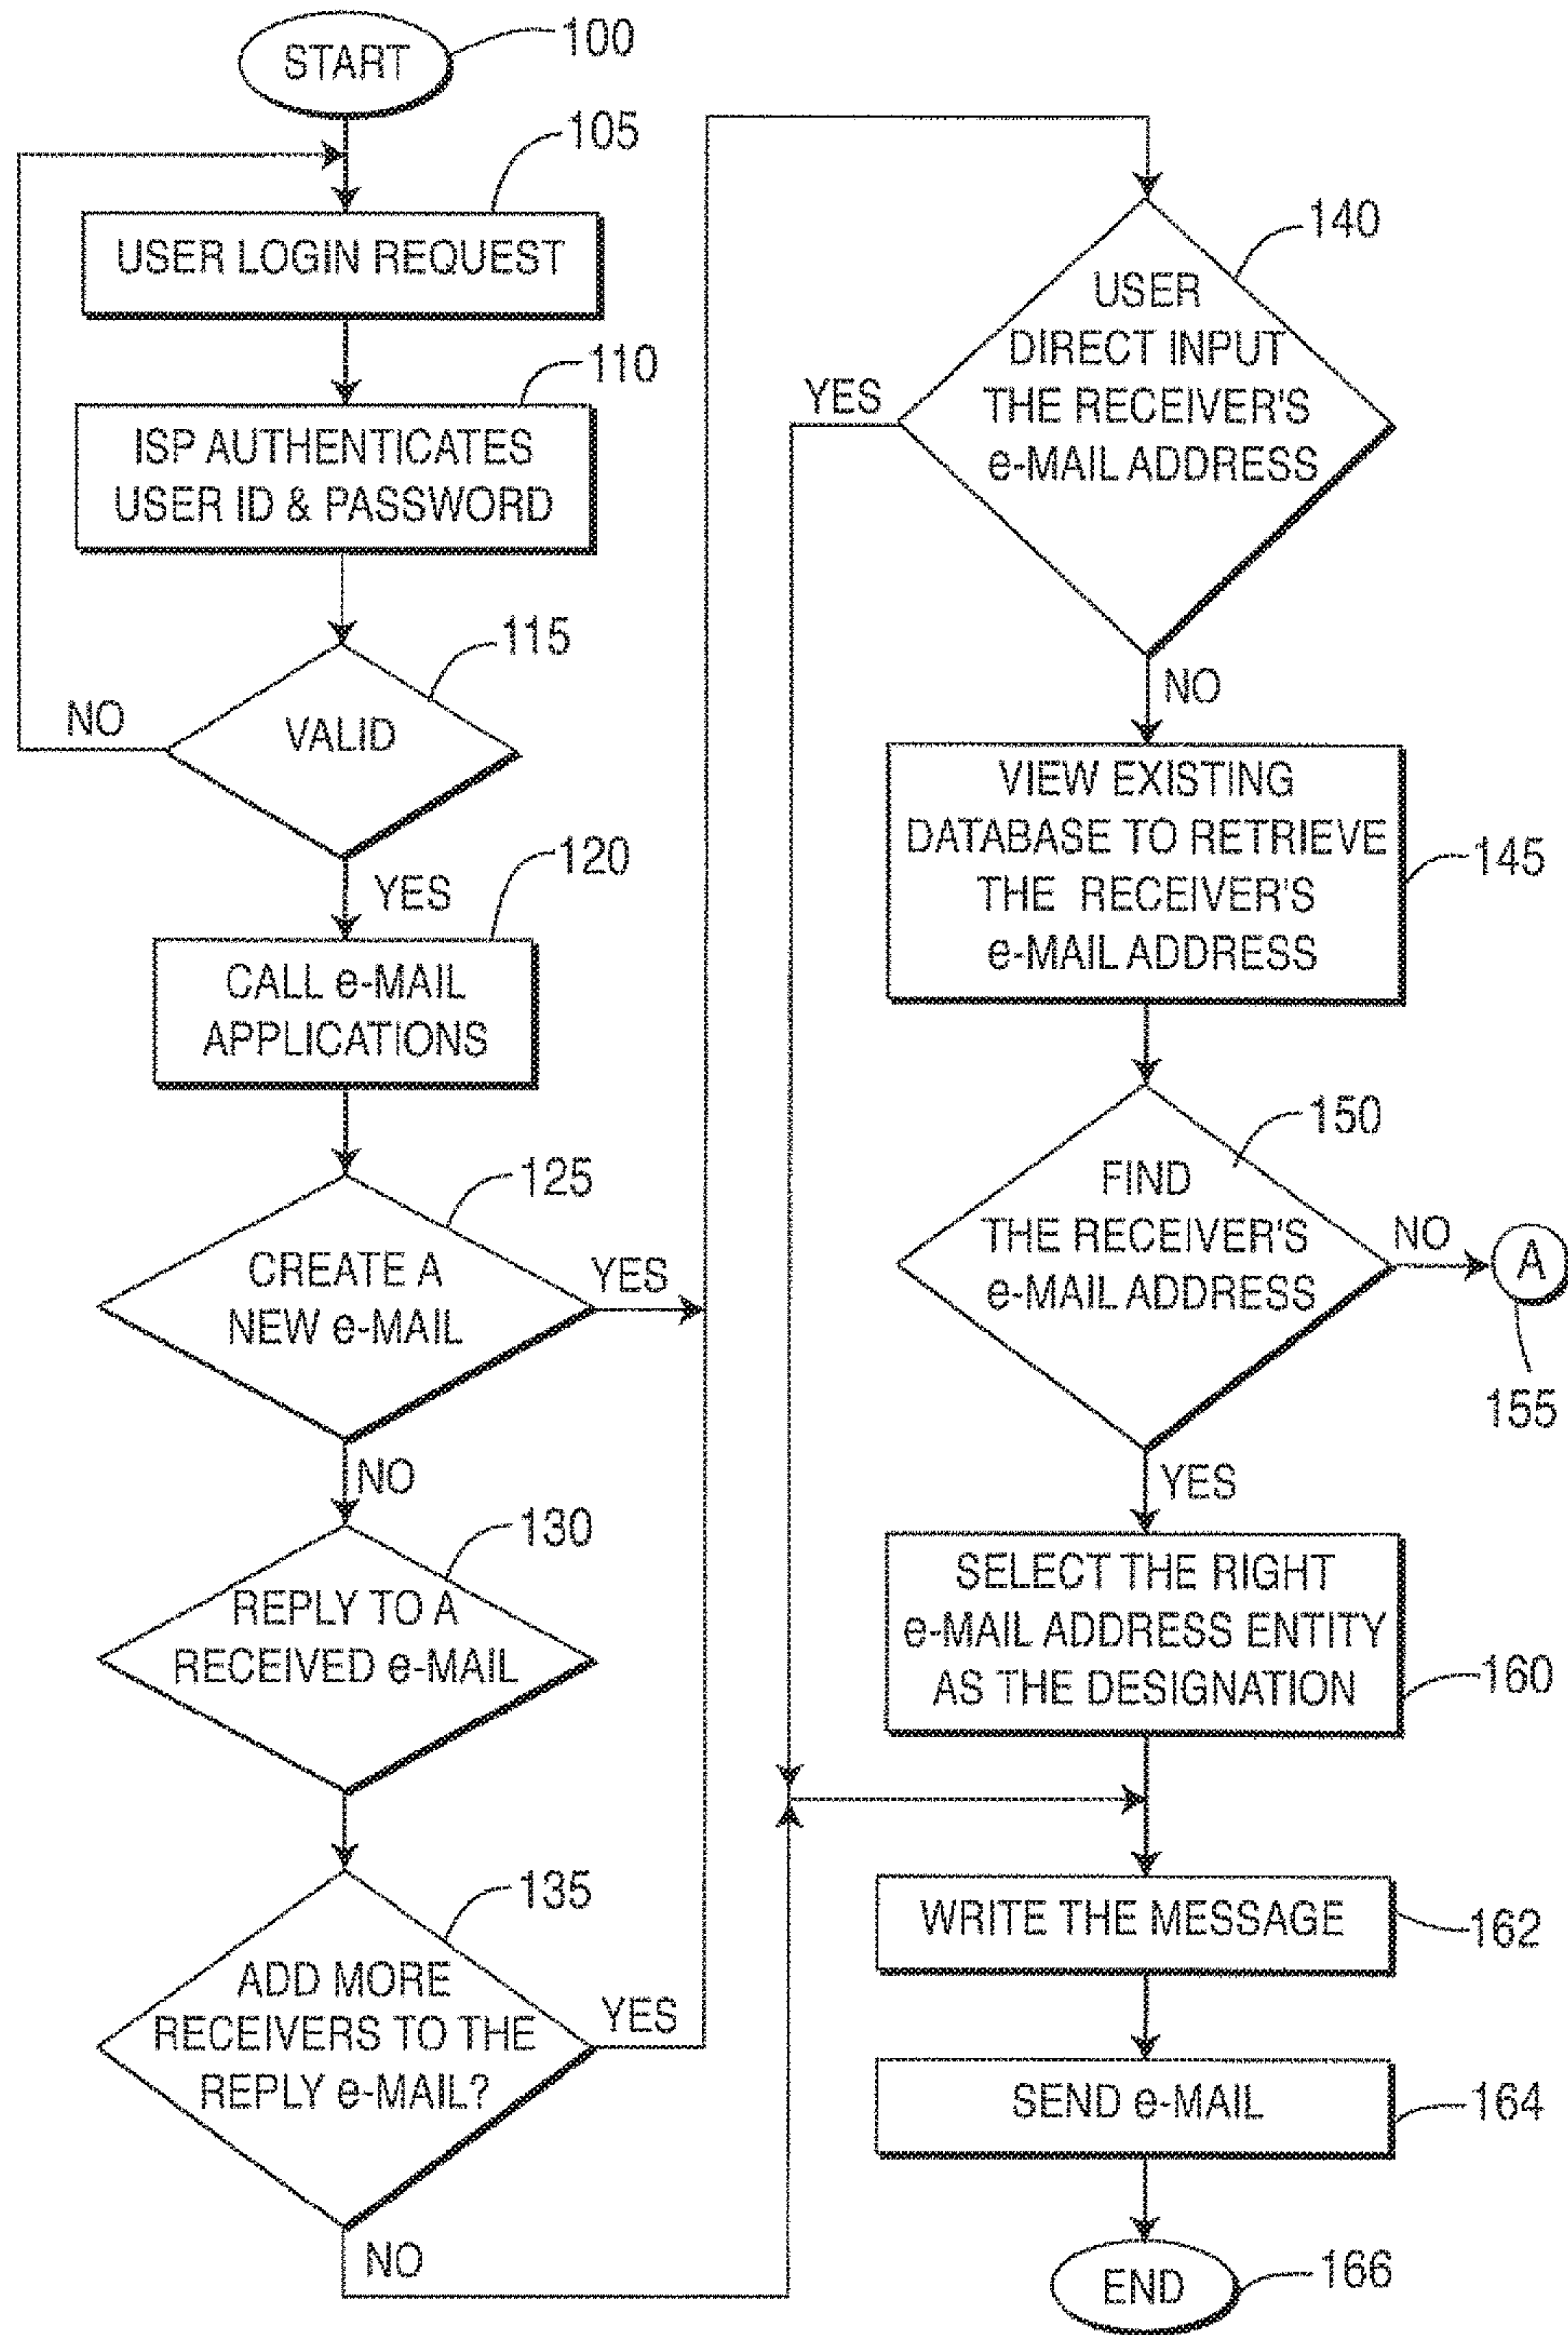 START
100
105
USER LOGIN REQUEST
110
ISP AUTHENTICATES
USER ID & PASSWORD
115
VALID
NO
YES
120
CALL e-MAIL
APPLICATIONS
125
CREATE A
NEW e-MAIL
YES
NO
130
REPLY TO A
RECEIVED e-MAIL
135
ADD MORE
RECEIVERS TO THE
REPLY e-MAIL?
YES
NO
140
USER
DIRECT INPUT
THE RECEIVER'S
e-MAIL ADDRESS
YES
NO
VIEW EXISTING
DATABASE TO RETRIEVE
THE RECEIVER'S
e-MAIL ADDRESS
145
150
FIND
THE RECEIVER'S
e-MAIL ADDRESS
NO
A
155
YES
SELECT THE RIGHT
e-MAIL ADDRESS ENTITY
AS THE DESIGNATION
160
WRITE THE MESSAGE
162
SEND e-MAIL
164
END
166